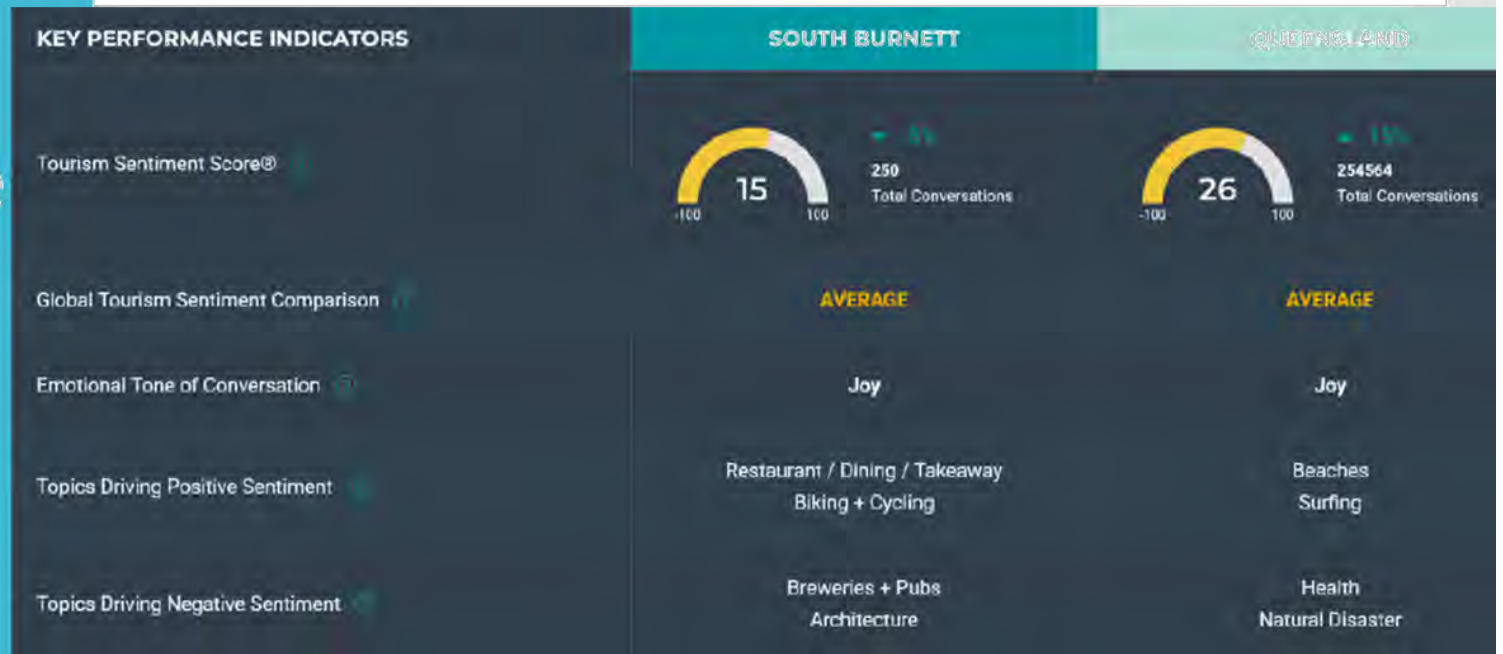 KEY PERFORMANCE INDICATORS
SOUTH BURNETT
QUEENSLAND
Tourism Sentiment Score®
15
-100
100
250
Total Conversations
26
-100
100
254564
Total Conversations
Global Tourism Sentiment Comparison
AVERAGE
AVERAGE
Emotional Tone of Conversation
Joy
Joy
Topics Driving Positive Sentiment
Restaurant / Dining / Takeaway
Biking + Cycling
Beaches
Surfing
Topics Driving Negative Sentiment
Breweries + Pubs
Architecture
Health
Natural Disaster